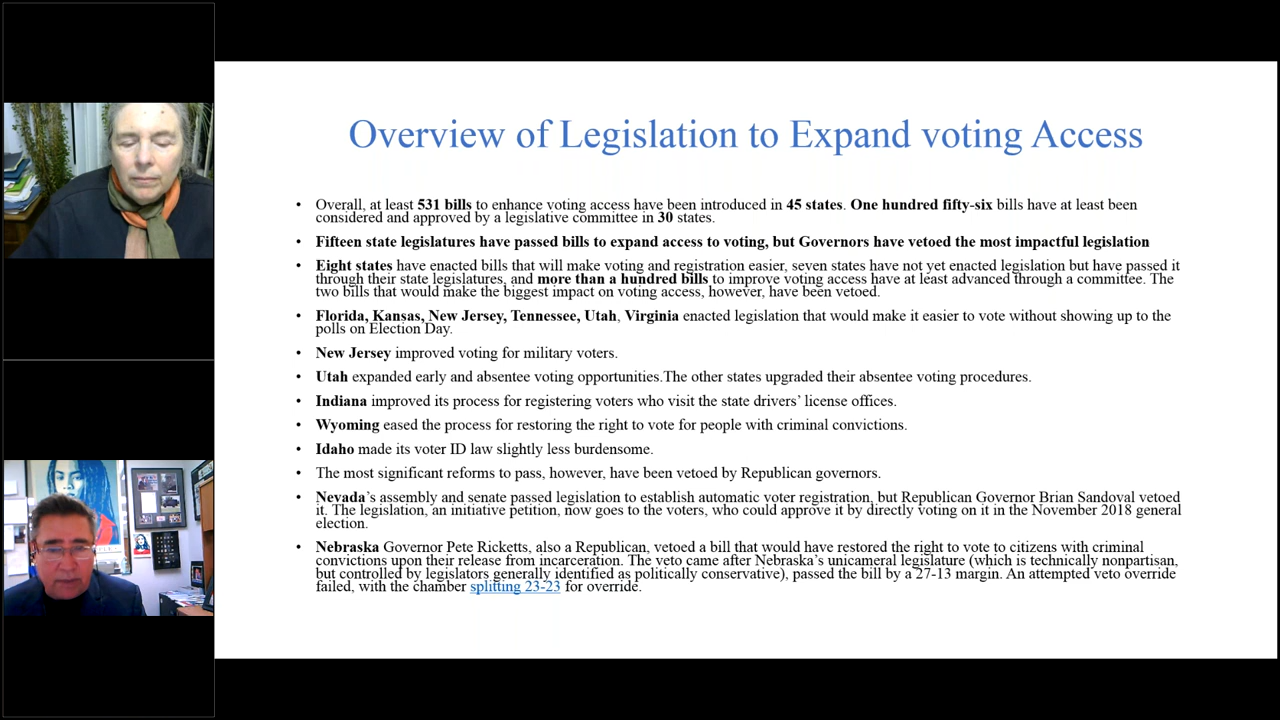 Overview of Legislation to Expand voting Access
• Overall, at least 531 bills to enhance voting access have been introduced in 45 states. One hundred fifty-six bills have at least been
considered and approved by a legislative committee in 30 states.
• Fifteen state legislatures have passed bills to expand access to voting, but Governors have vetoed the most impactful legislation
• Eight states have enacted bills that will make voting and registration easier, seven states have not yet enacted legislation but have passed it
through their state legislatures, and more than a hundred bills to improve voting access have at least advanced through a committee. The
two bills that would make the biggest impact on voting access, however, have been vetoed.
• Florida, Kansas, New Jersey, Tennessee, Utah, Virginia enacted legislation that would make it easier to vote without showing up to the
polls on Election Day.
• New Jersey improved voting for military voters.
• Utah expanded early and absentee voting opportunities.The other states upgraded their absentee voting procedures.
• Indiana improved its process for registering voters who visit the state drivers’ license offices.
• Wyoming eased the process for restoring the right to vote for people with criminal convictions.
• Idaho made its voter ID law slightly less burdensome.
• The most significant reforms to pass, however, have been vetoed by Republican governors.
• Nevada’s assembly and senate passed legislation to establish automatic voter registration, but Republican Governor Brian Sandoval vetoed
it. The legislation, an initiative petition, now goes to the voters, who could approve it by directly voting on it in the November 2018 general
election.
• Nebraska Governor Pete Ricketts, also a Republican, vetoed a bill that would have restored the right to vote to citizens with criminal
convictions upon their release from incarceration. The veto came after Nebraska’s unicameral legislature (which is technically nonpartisan,
but controlled by legislators generally identified as politically conservative), passed the bill by a 27-13 margin. An attempted veto override
failed, with the chamber splitting 23-23 for override.